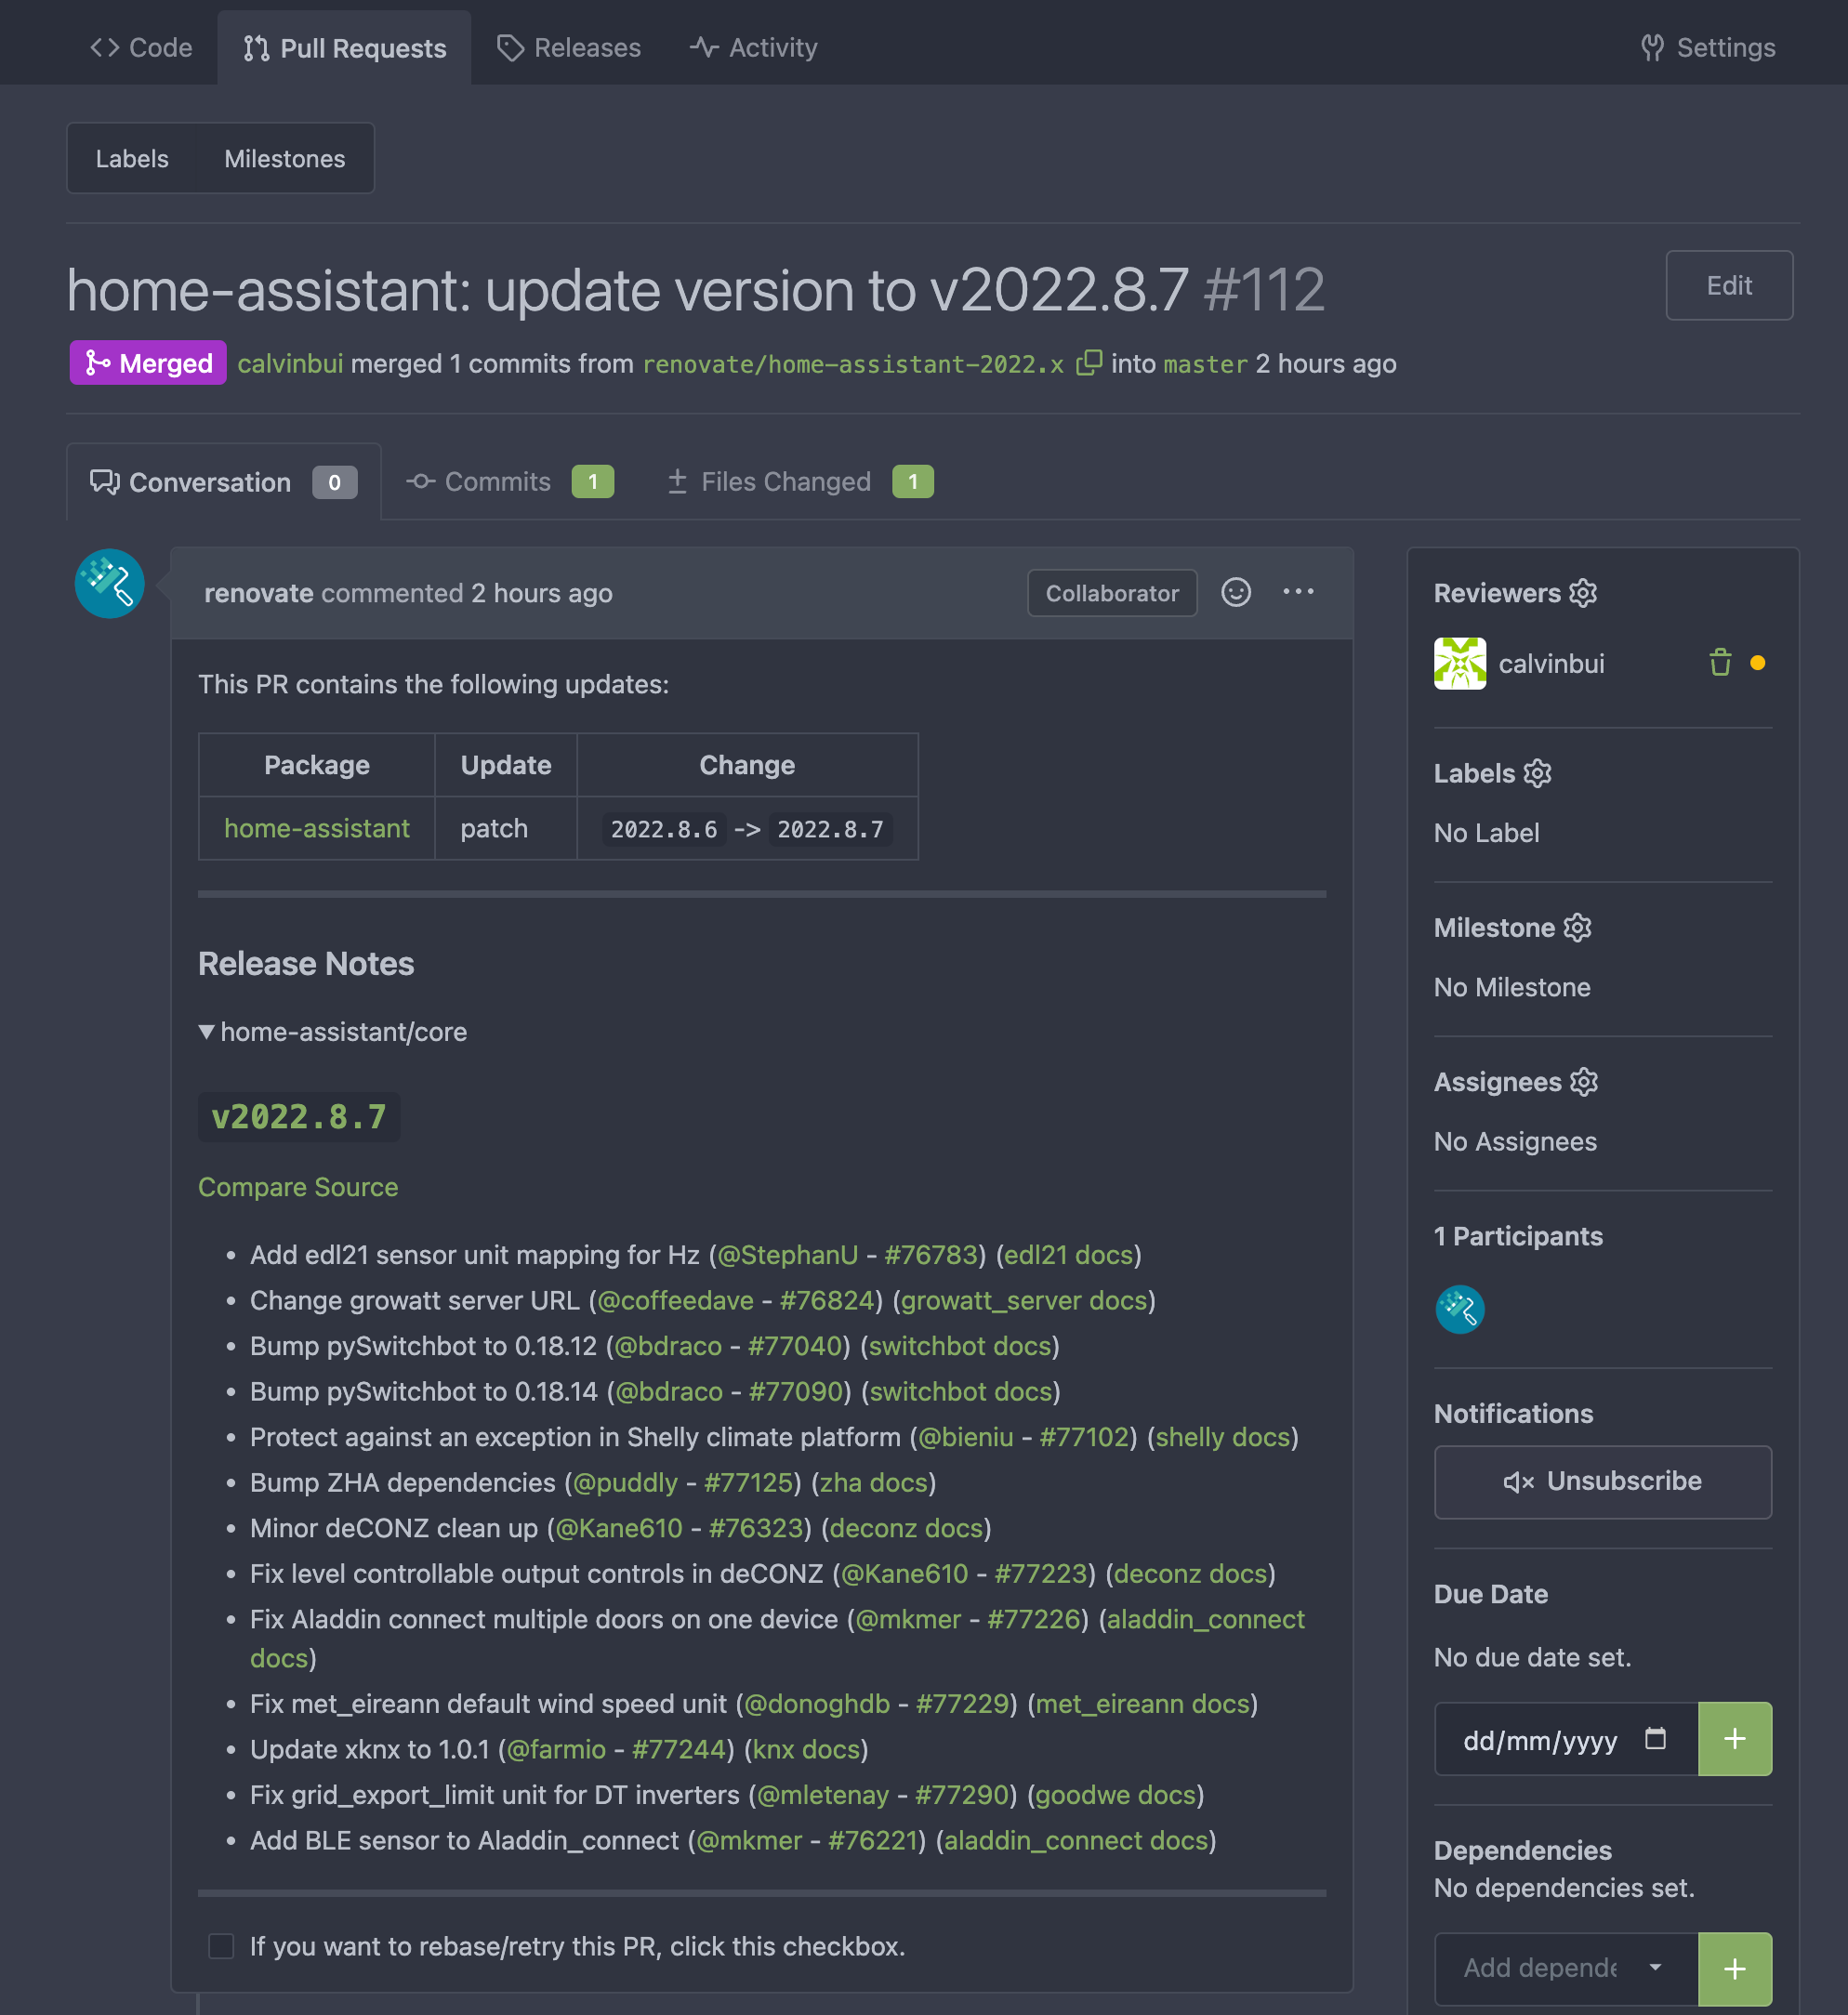 Code
Pull Requests
Releases
Activity
Settings
Labels
Milestones
home-assistant: update version to v2022.8.7 #112
Edit
Merged calvinbui merged 1 commits from renovate/home-assistant-2022.x into master 2 hours ago
Conversation 0
Commits 1
Files Changed 1
renovate commented 2 hours ago
Collaborator
This PR contains the following updates:
Package Update Change
home-assistant patch 2022.8.6 -> 2022.8.7
Release Notes
▼ home-assistant/core
v2022.8.7
Compare Source
• Add edl21 sensor unit mapping for Hz (@StephanU - #76783) (edl21 docs)
• Change growatt server URL (@coffeedave - #76824) (growatt_server docs)
• Bump pySwitchbot to 0.18.12 (@bdraco - #77040) (switchbot docs)
• Bump pySwitchbot to 0.18.14 (@bdraco - #77090) (switchbot docs)
• Protect against an exception in Shelly climate platform (@bieniu - #77102) (shelly docs)
• Bump ZHA dependencies (@puddly - #77125) (zha docs)
• Minor deCONZ clean up (@Kane610 - #76323) (deconz docs)
• Fix level controllable output controls in deCONZ (@Kane610 - #77223) (deconz docs)
• Fix Aladdin connect multiple doors on one device (@mkmer - #77226) (aladdin_connect
docs)
• Fix met_eireann default wind speed unit (@donoghdb - #77229) (met_eireann docs)
• Update xknx to 1.0.1 (@farmio - #77244) (knx docs)
• Fix grid_export_limit unit for DT inverters (@mletenay - #77290) (goodwe docs)
• Add BLE sensor to Aladdin_connect (@mkmer - #76221) (aladdin_connect docs)
If you want to rebase/retry this PR, click this checkbox.
Reviewers
calvinbui
Labels
No Label
Milestone
No Milestone
Assignees
No Assignees
1 Participants
Notifications
Unsubscribe
Due Date
No due date set.
dd/mm/yyyy
+
Dependencies
No dependencies set.
Add depende
+